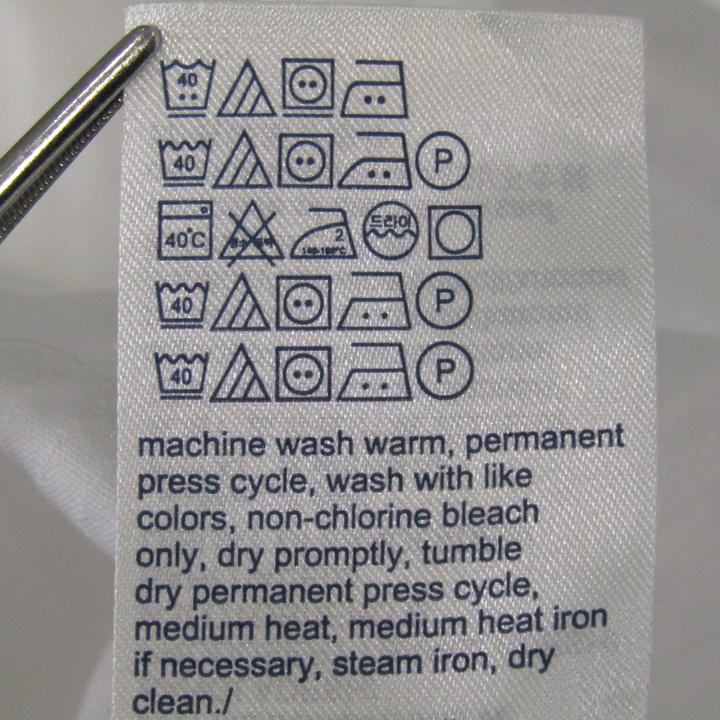 40
40 P
40°C 2 드라이
140-160°C
40 P
40 P
machine wash warm, permanent
press cycle, wash with like
colors, non-chlorine bleach
only, dry promptly, tumble
dry permanent press cycle,
medium heat, medium heat iron
if necessary, steam iron, dry
clean./